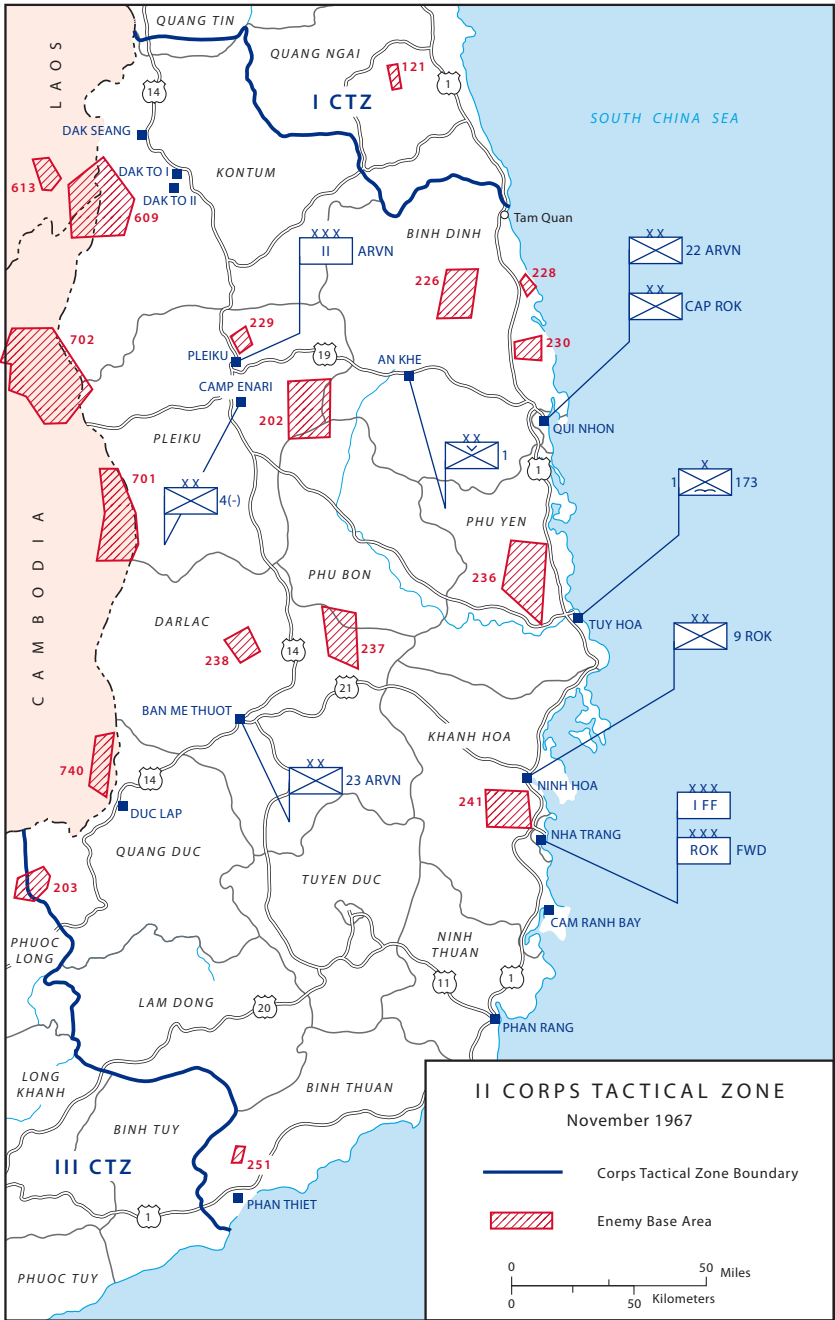 QUANG TIN
LAOS
QUANG NGAI
121
1
14
I CTZ
SOUTH CHINA SEA
DAK SEANG
DAK TO I
KONTUM
613
DAK TO II
609
Tam Quan
BINH DINH
XXX
II
ARVN
XX
22 ARVN
226
228
XX
CAP ROK
229
702
230
PLEIKU
19
AN KHE
CAMP ENARI
202
QUI NHON
PLEIKU
XX
1
1
701
XX
4(-)
X
1
173
PHU YEN
CAMBODIA
PHU BON
236
DARLAC
TUY HOA
238
14
237
XX
9 ROK
21
BAN ME THUOT
KHANH HOA
740
14
XX
23 ARVN
NINH HOA
241
XXX
I FF
DUC LAP
NHA TRANG
XXX
ROK
FWD
QUANG DUC
TUYEN DUC
203
CAM RANH BAY
PHUOC
LONG
NINH
THUAN
1
11
LAM DONG
20
PHAN RANG
LONG
KHANH
BINH THUAN
BINH TUY
251
III CTZ
1
PHAN THIET
PHUOC TUY
II CORPS TACTICAL ZONE
November 1967
Corps Tactical Zone Boundary
Enemy Base Area
0
50
Miles
0
50
Kilometers